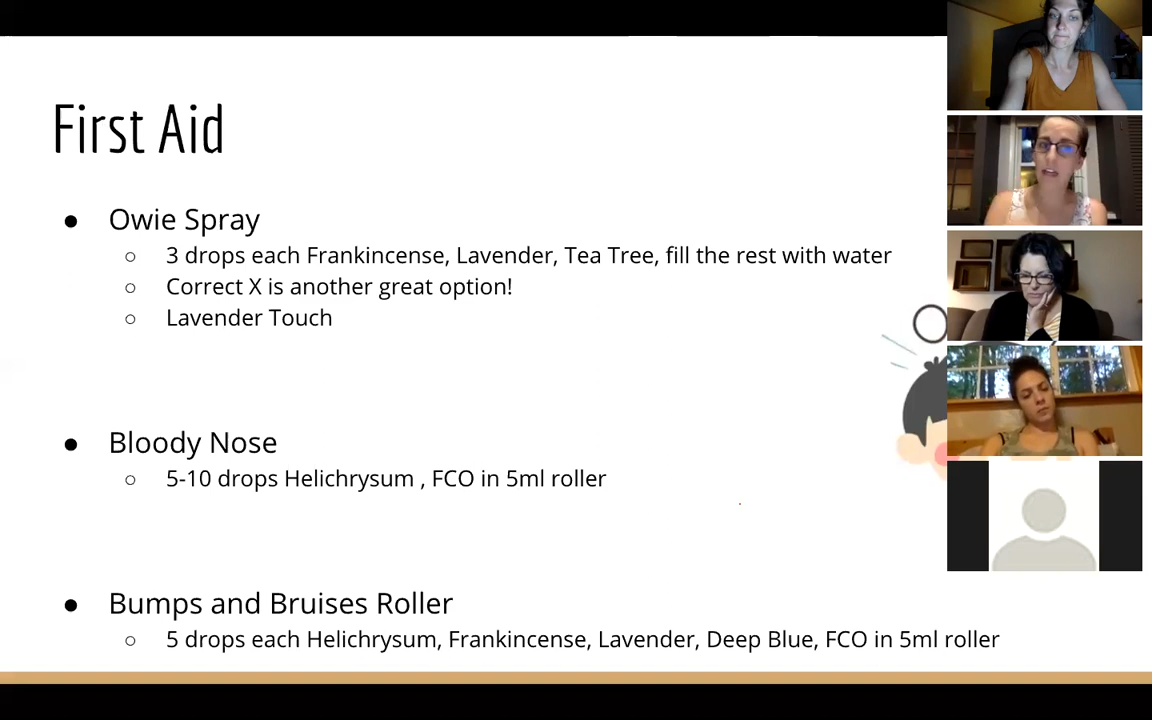 First Aid
● Owie Spray
○ 3 drops each Frankincense, Lavender, Tea Tree, fill the rest with water
○ Correct X is another great option!
○ Lavender Touch
● Bloody Nose
○ 5-10 drops Helichrysum , FCO in 5ml roller
● Bumps and Bruises Roller
○ 5 drops each Helichrysum, Frankincense, Lavender, Deep Blue, FCO in 5ml roller